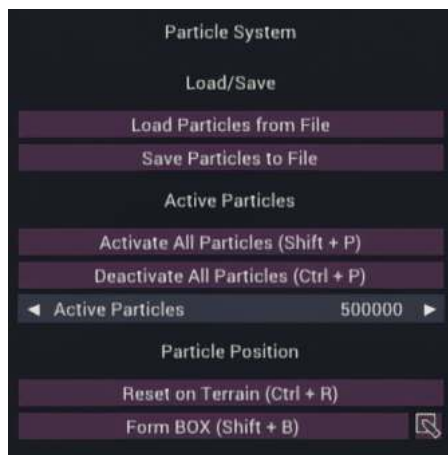 Particle System
Load/Save
Load Particles from File
Save Particles to File
Active Particles
Activate All Particles (Shift + P)
Deactivate All Particles (Ctrl + P)
Active Particles 500000
Particle Position
Reset on Terrain (Ctrl + R)
Form BOX (Shift + B)